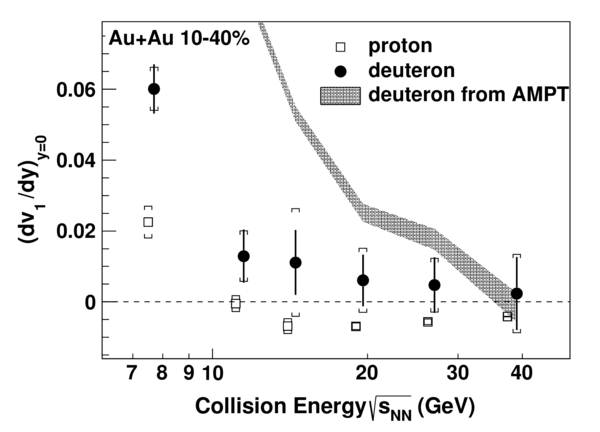 Au+Au 10-40%
proton
deuteron
deuteron from AMPT
(dv1/dy)y=0
0.06
0.04
0.02
0
7 8 9 10 20 30 40
Collision Energy√sNN (GeV)